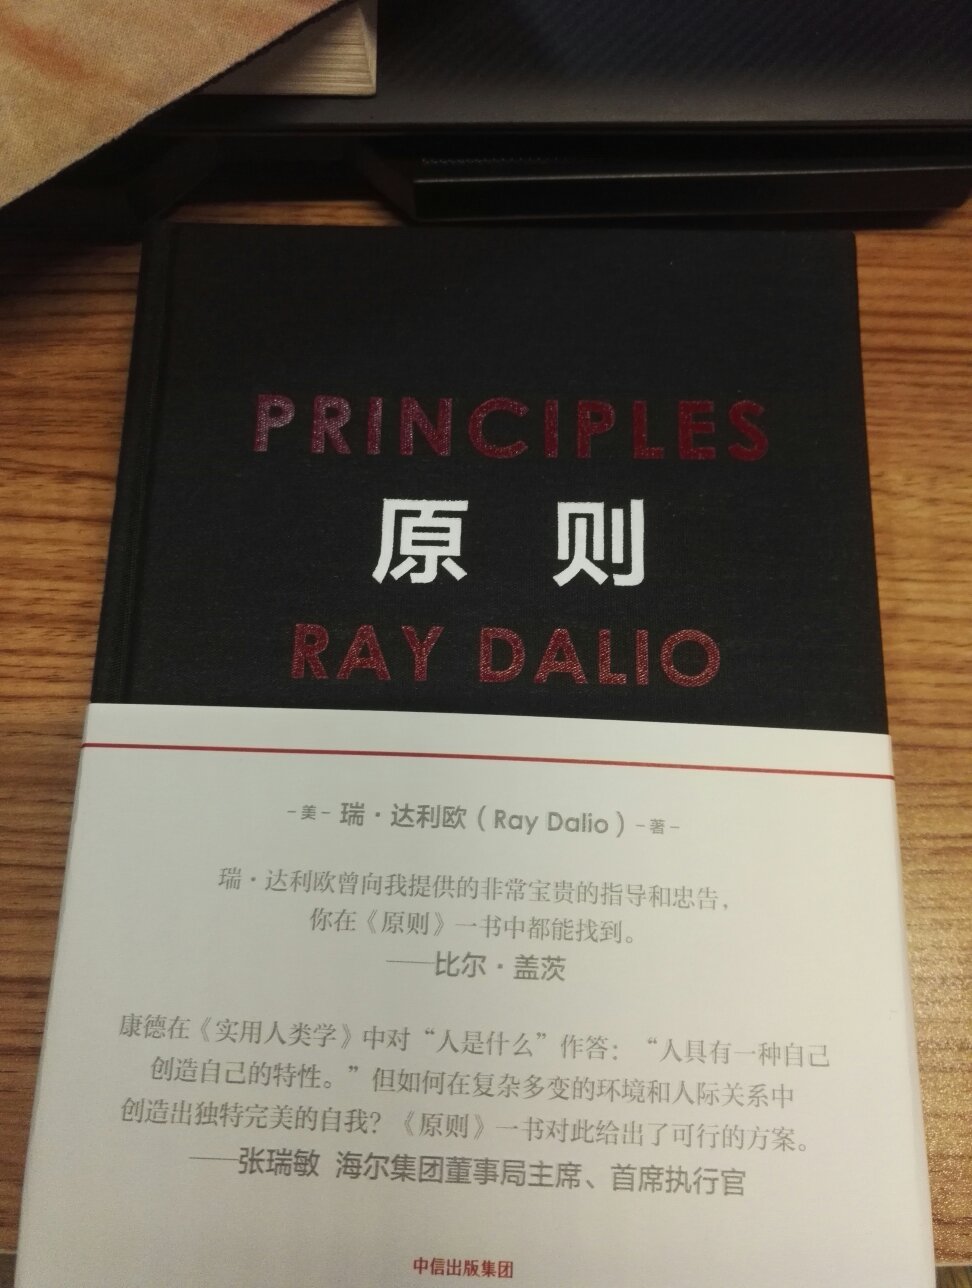 PRINCIPLES
原则
RAY DALIO
-美- 瑞·达利欧（Ray Dalio）-著-
瑞·达利欧曾向我提供的非常宝贵的指导和忠告，
你在《原则》一书中都能找到。
——比尔·盖茨
康德在《实用人类学》中对“人是什么”作答：“人具有一种自己
创造自己的特性。”但如何在复杂多变的环境和人际关系中
创造出独特完美的自我？《原则》一书对此给出了可行的方案。
——张瑞敏 海尔集团董事局主席、首席执行官
中信出版集团